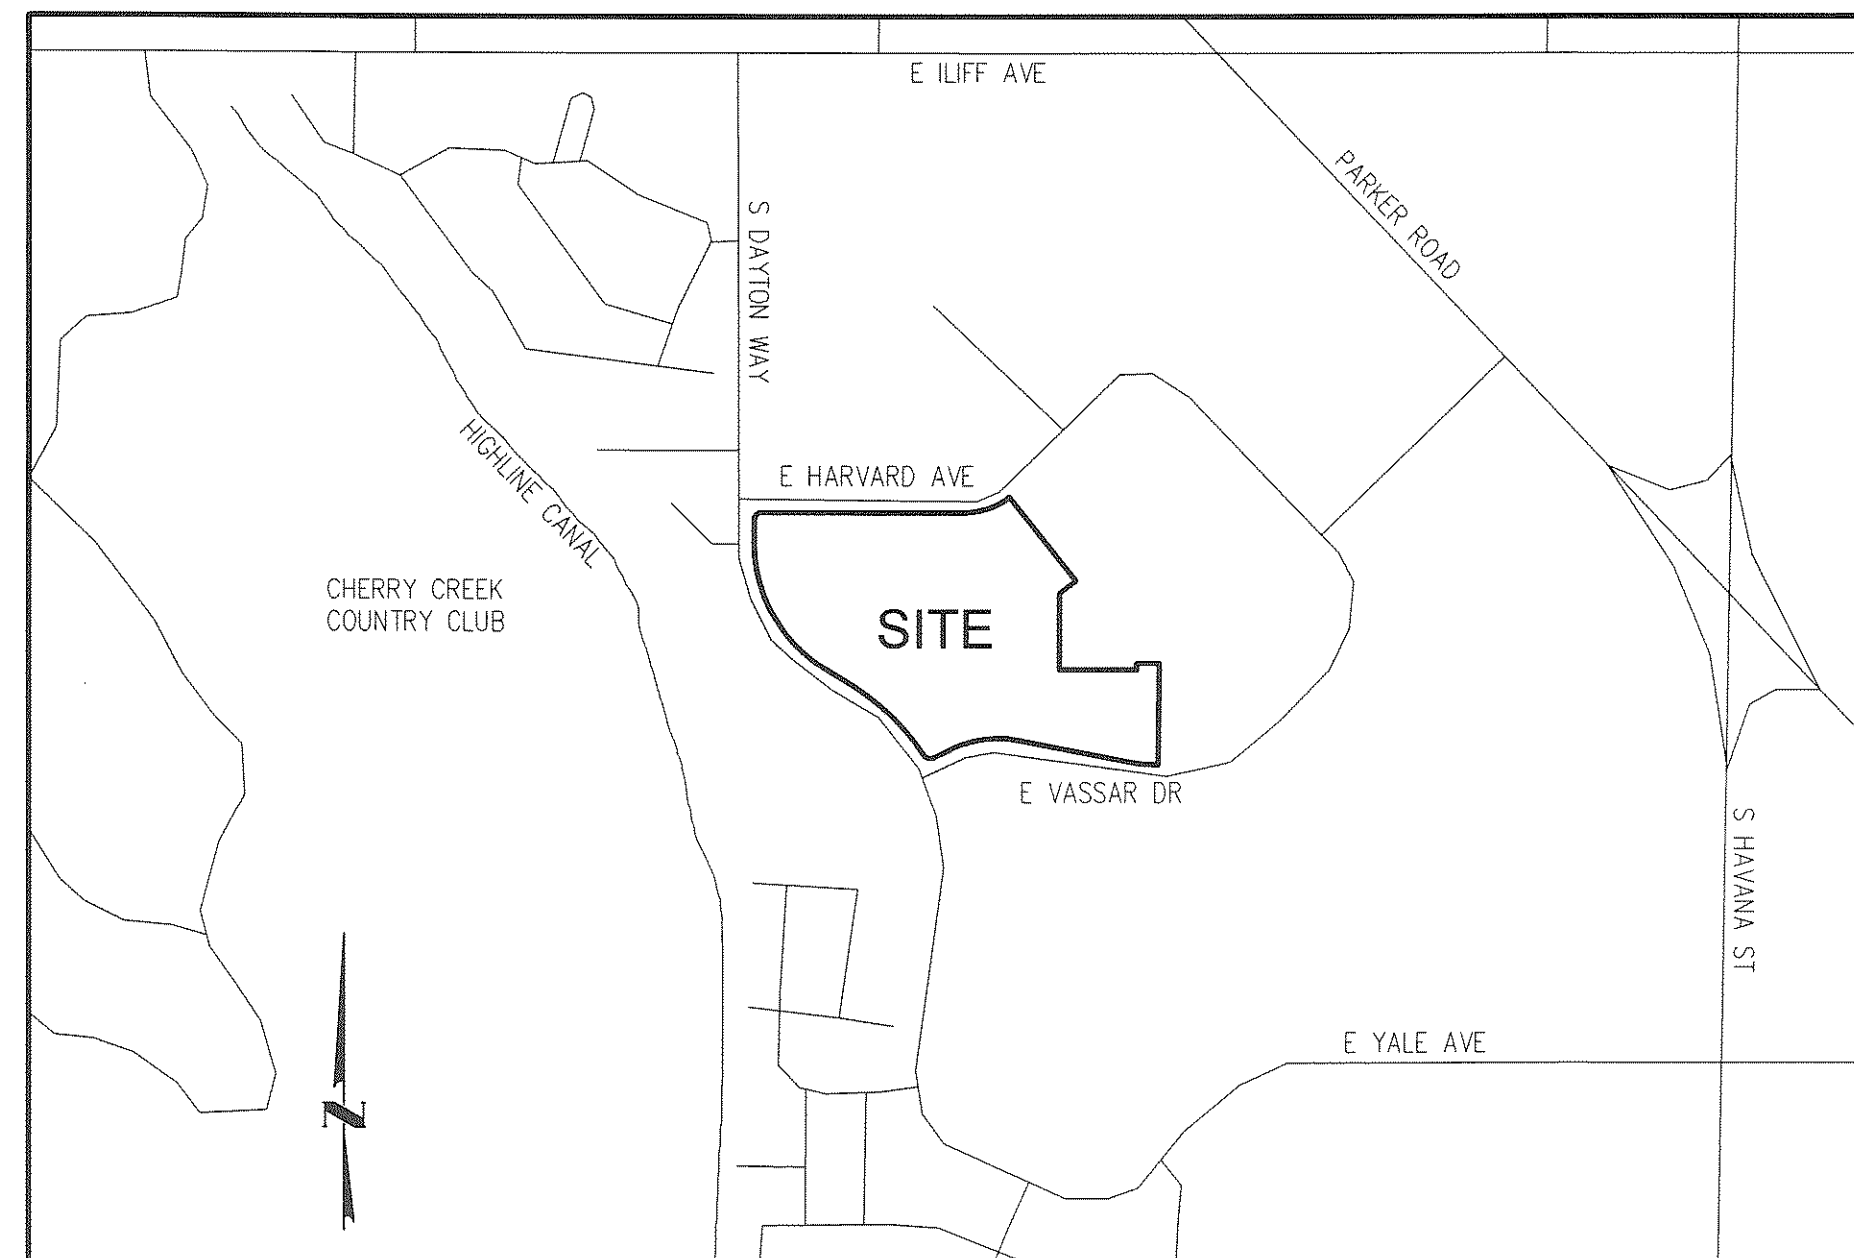 E ILIFF AVE
PARKER ROAD
S DAYTON WAY
HIGHLINE CANAL
E HARVARD AVE
CHERRY CREEK
COUNTRY CLUB
SITE
E VASSAR DR
S HAVANA ST
E YALE AVE
N